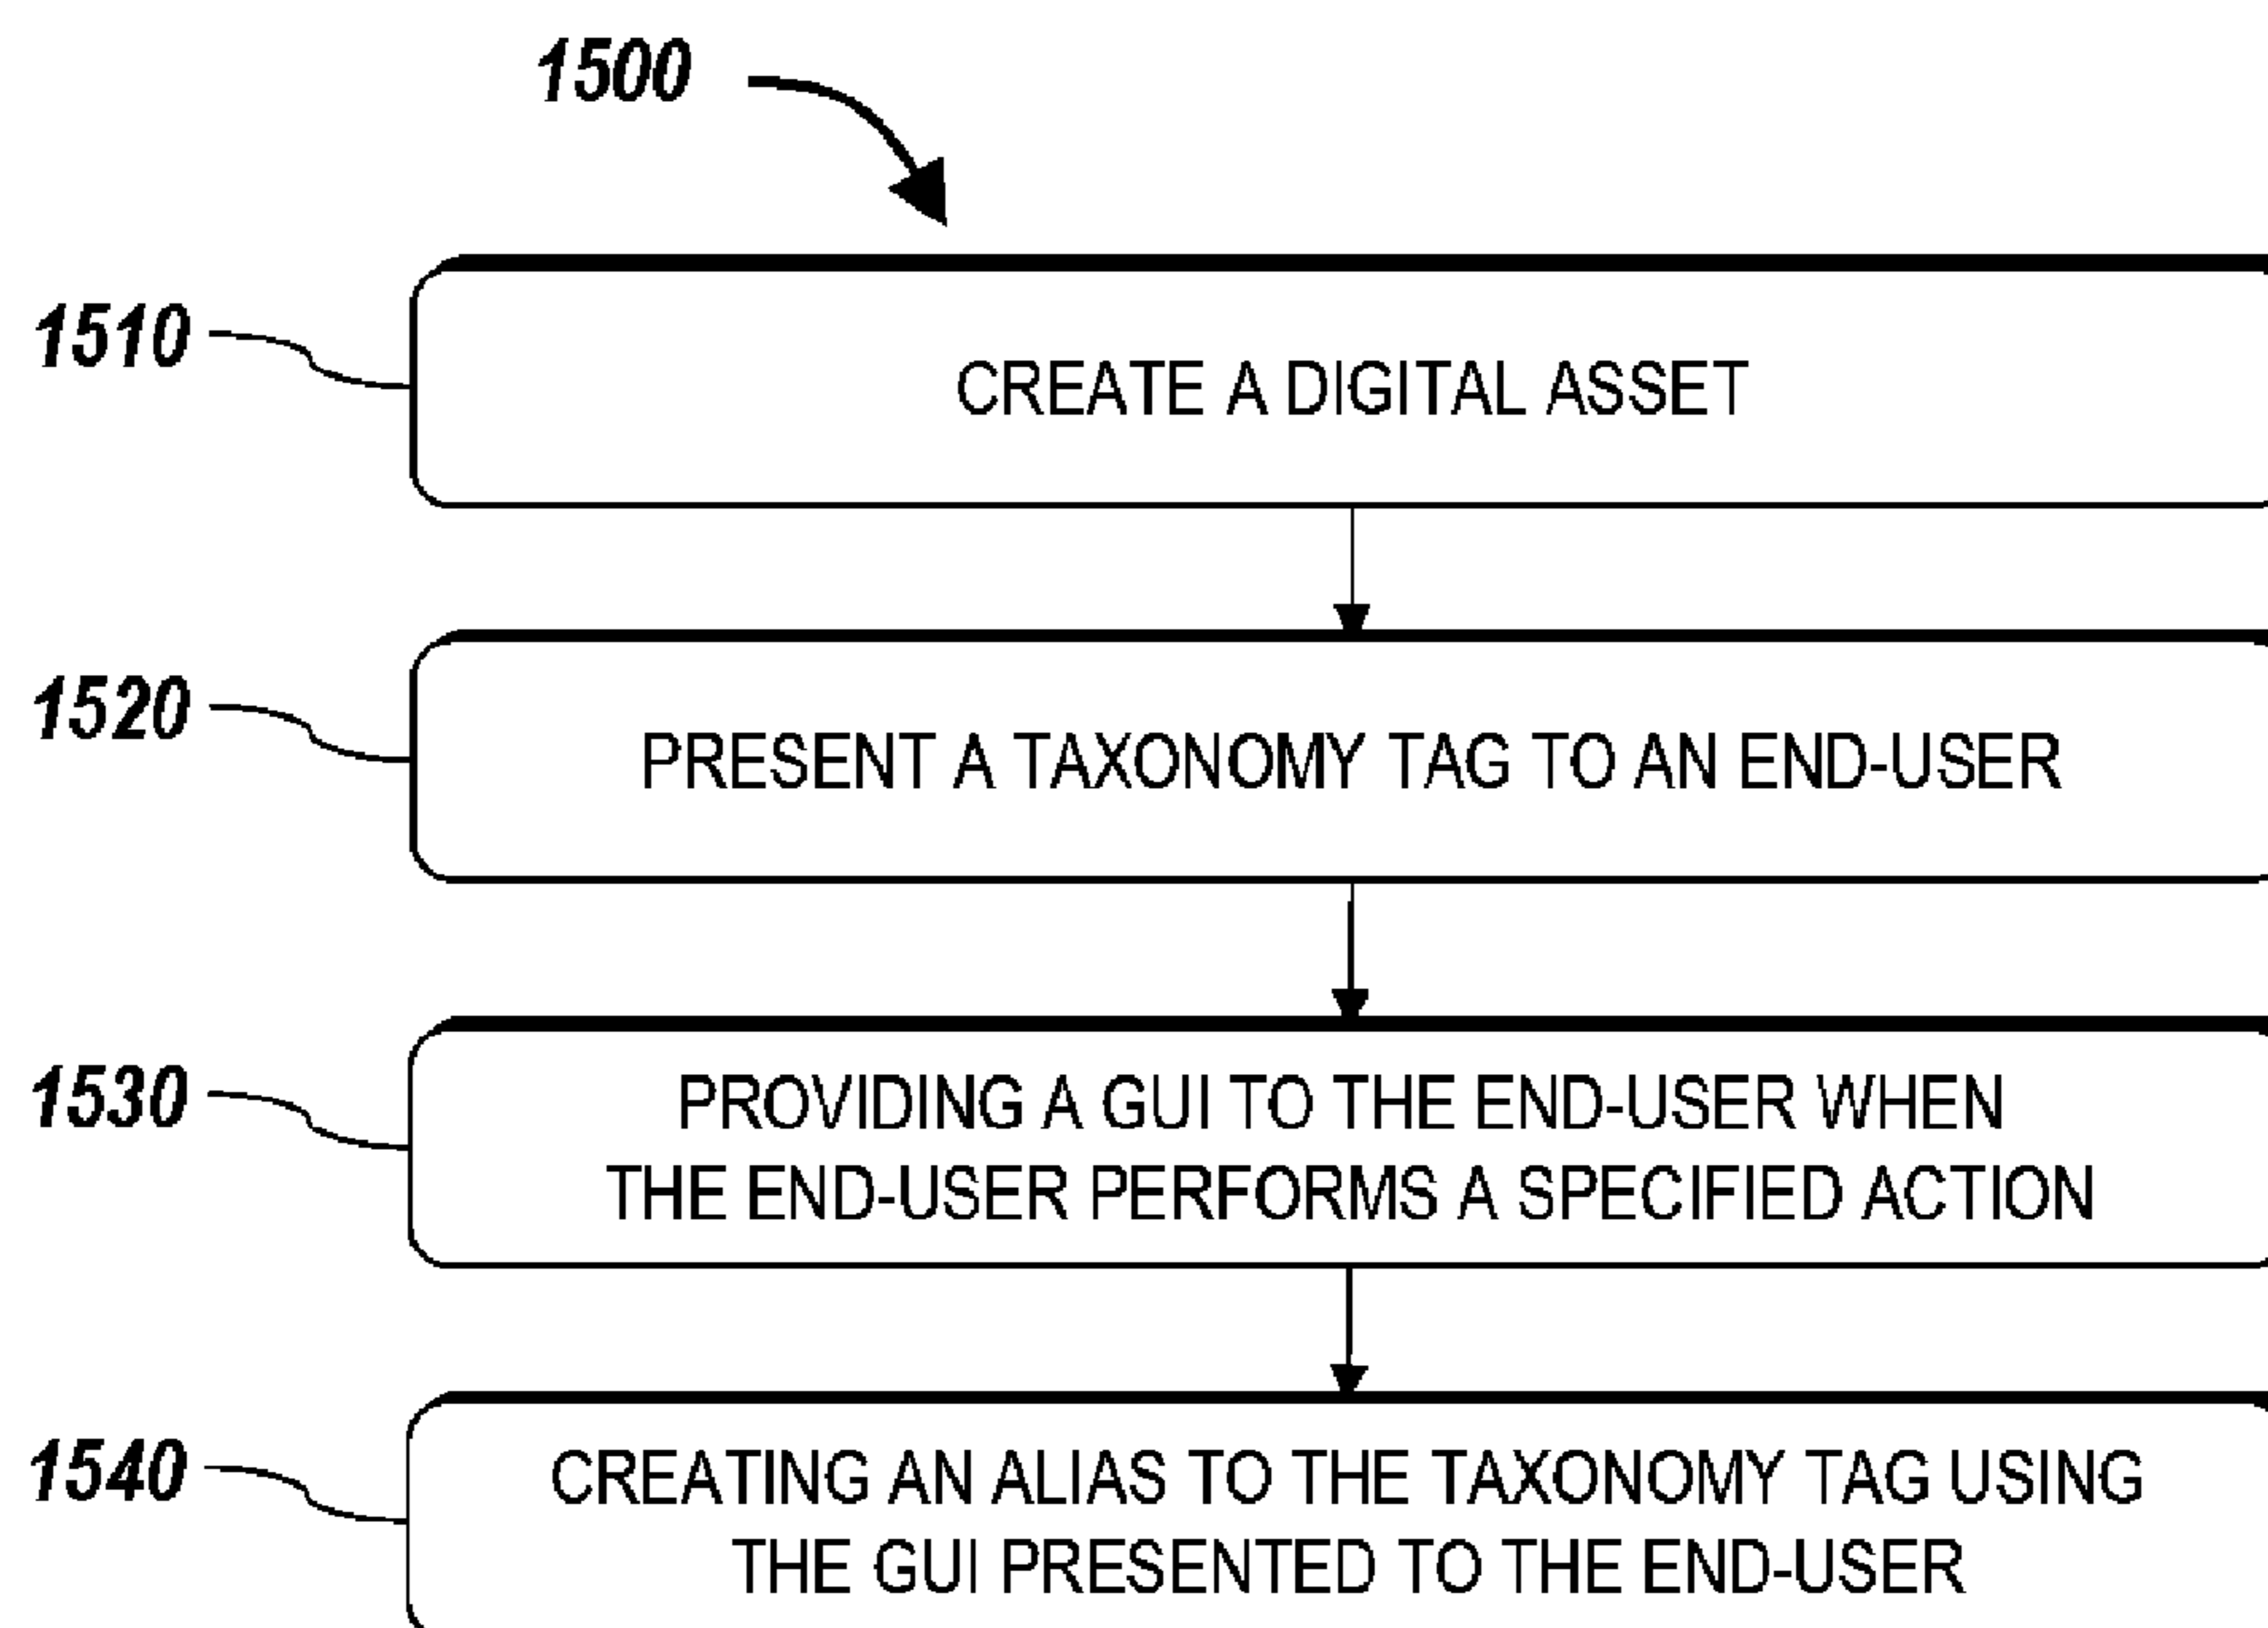 1500
1510
CREATE A DIGITAL ASSET
1520
PRESENT A TAXONOMY TAG TO AN END-USER
1530
PROVIDING A GUI TO THE END-USER WHEN
THE END-USER PERFORMS A SPECIFIED ACTION
1540
CREATING AN ALIAS TO THE TAXONOMY TAG USING
THE GUI PRESENTED TO THE END-USER